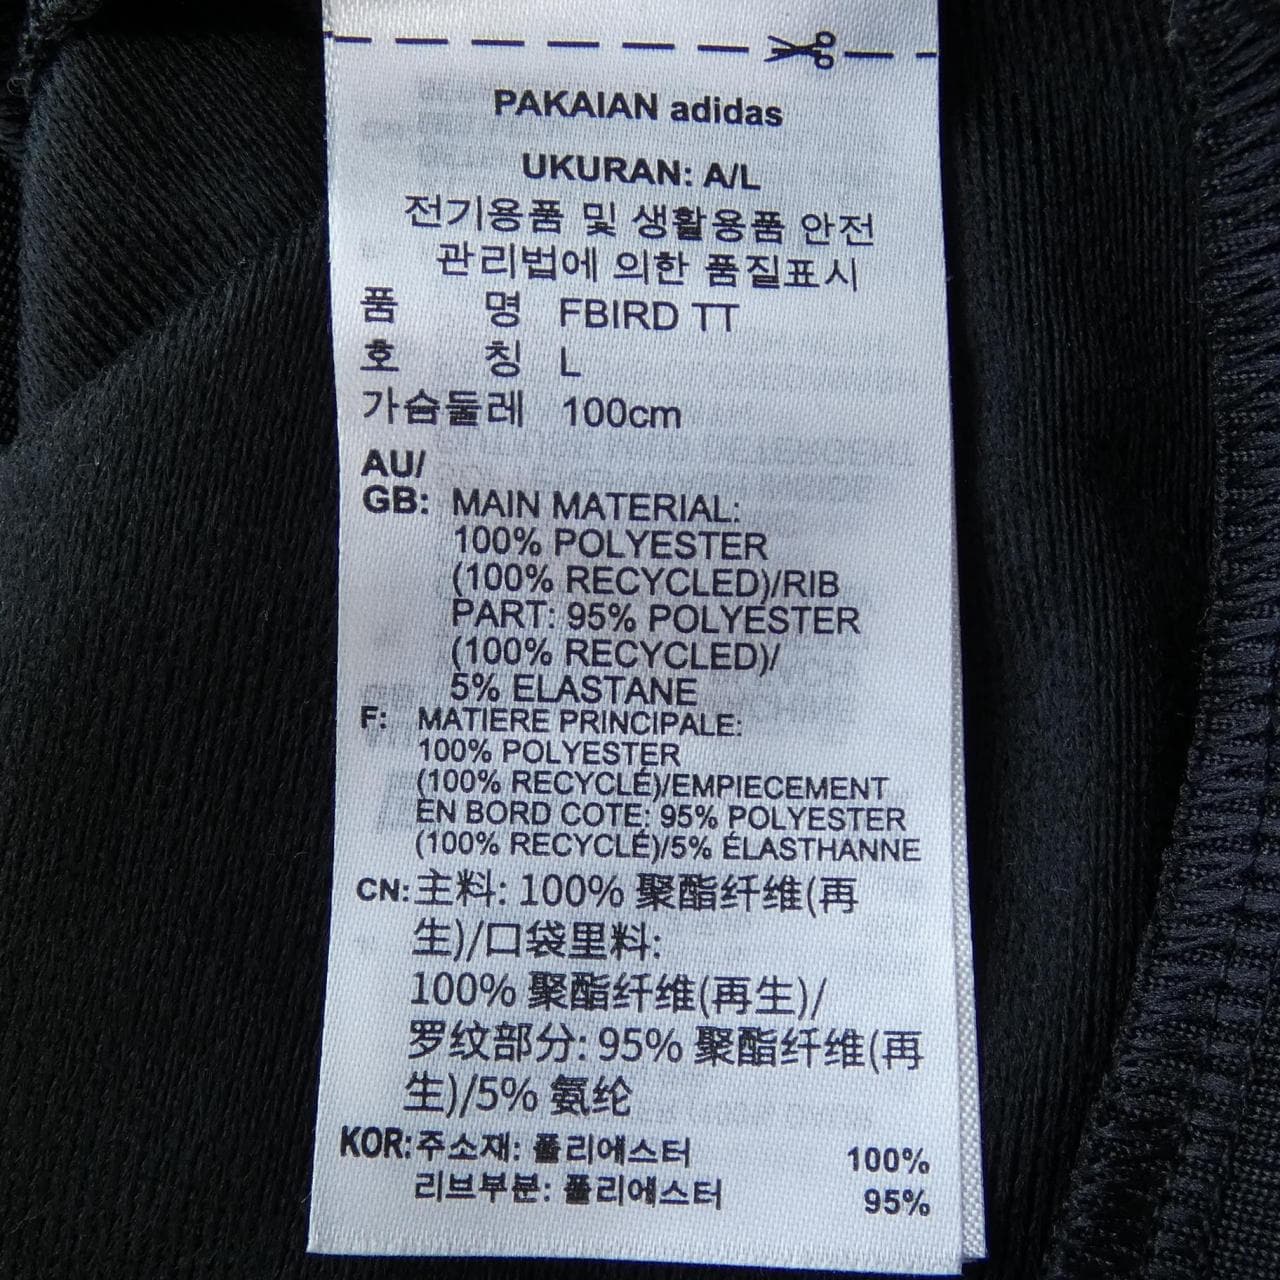 PAKAIAN adidas
UKURAN: A/L
전기용품 및 생활용품 안전
관리법에 의한 품질표시
품 명 FBIRD TT
호 칭 L
가슴둘레 100cm
AU/
GB: MAIN MATERIAL:
100% POLYESTER
(100% RECYCLED)/RIB
PART: 95% POLYESTER
(100% RECYCLED)/
5% ELASTANE
F: MATIERE PRINCIPALE:
100% POLYESTER
(100% RECYCLÉ)/EMPIECEMENT
EN BORD COTE: 95% POLYESTER
(100% RECYCLÉ)/5% ÉLASTHANNE
CN: 主料: 100% 聚酯纤维(再
生)/口袋里料:
100% 聚酯纤维(再生)/
罗纹部分: 95% 聚酯纤维(再
生)/5% 氨纶
KOR: 주소재: 폴리에스터 100%
리브부분: 폴리에스터 95%